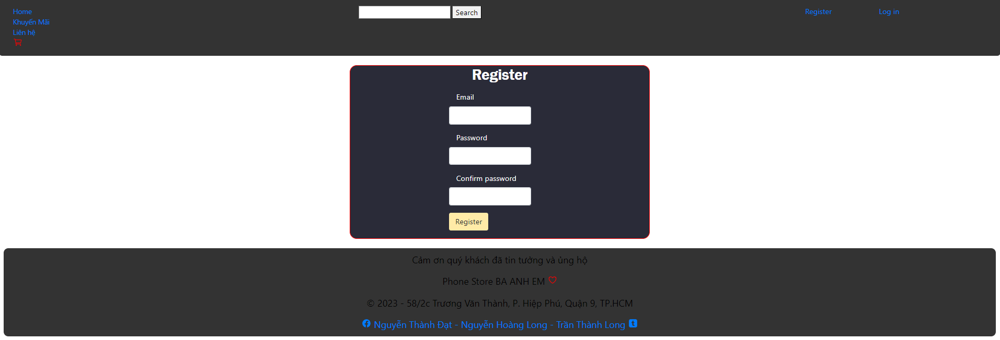 Home
Khuyến Mãi
Liên hệ
Search
Register
Log in
Register
Email
Password
Confirm password
Register
Cảm ơn quý khách đã tin tưởng và ủng hộ
Phone Store BA ANH EM
© 2023 - 58/2c Trương Văn Thành, P. Hiệp Phú, Quận 9, TP.HCM
Nguyễn Thành Đạt - Nguyễn Hoàng Long - Trần Thành Long